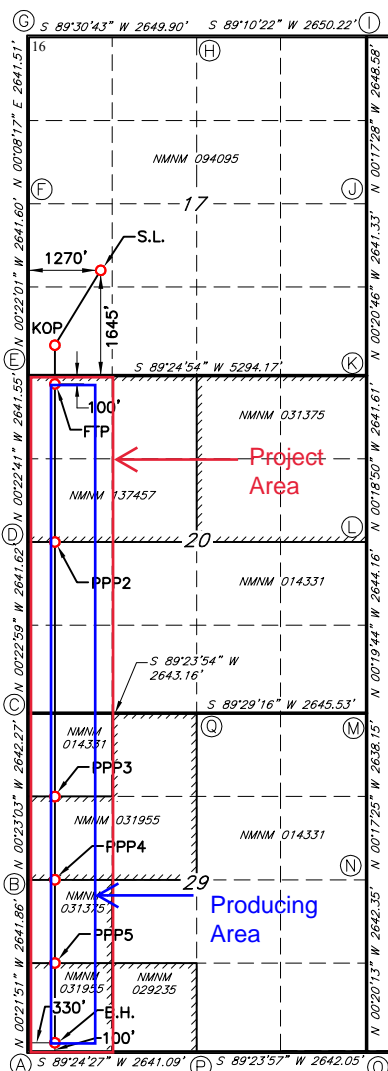 G S 89°30'43" W 2649.90' S 89°10'22" W 2650.22' I
16
H
N 00°08'17" E 2641.51'
N 00°17'28" W 2648.58'
NMNM 094095
F
J
17
S.L.
1270'
N 00°22'01" W 2641.60'
N 00°20'46" W 2641.33'
1645'
KOP
E S 89°24'54" W 5294.17' K
100'
FTP
NMNM 031375
N 00°22'41" W 2641.55'
N 00°18'50" W 2641.61'
Project
Area
NMNM 137457
D
L
20
PPP2
NMNM 014331
N 00°22'59" W 2641.62'
N 00°19'44" W 2644.16'
S 89°23'54" W
2643.16'
S 89°29'16" W 2645.53'
C
Q
M
NMNM
014331
N 00°23'03" W 2642.27'
N 00°17'25" W 2638.15'
PPP3
NMNM 031955
NMNM 014331
PPP4
N
B
29
NMNM
031375
Producing
Area
N 00°21'51" W 2641.86'
N 00°20'13" W 2642.35'
PPP5
NMNM
031955
NMNM
029235
330'
B.H.
100'
A S 89°24'27" W 2641.09' P S 89°23'57" W 2642.05' O